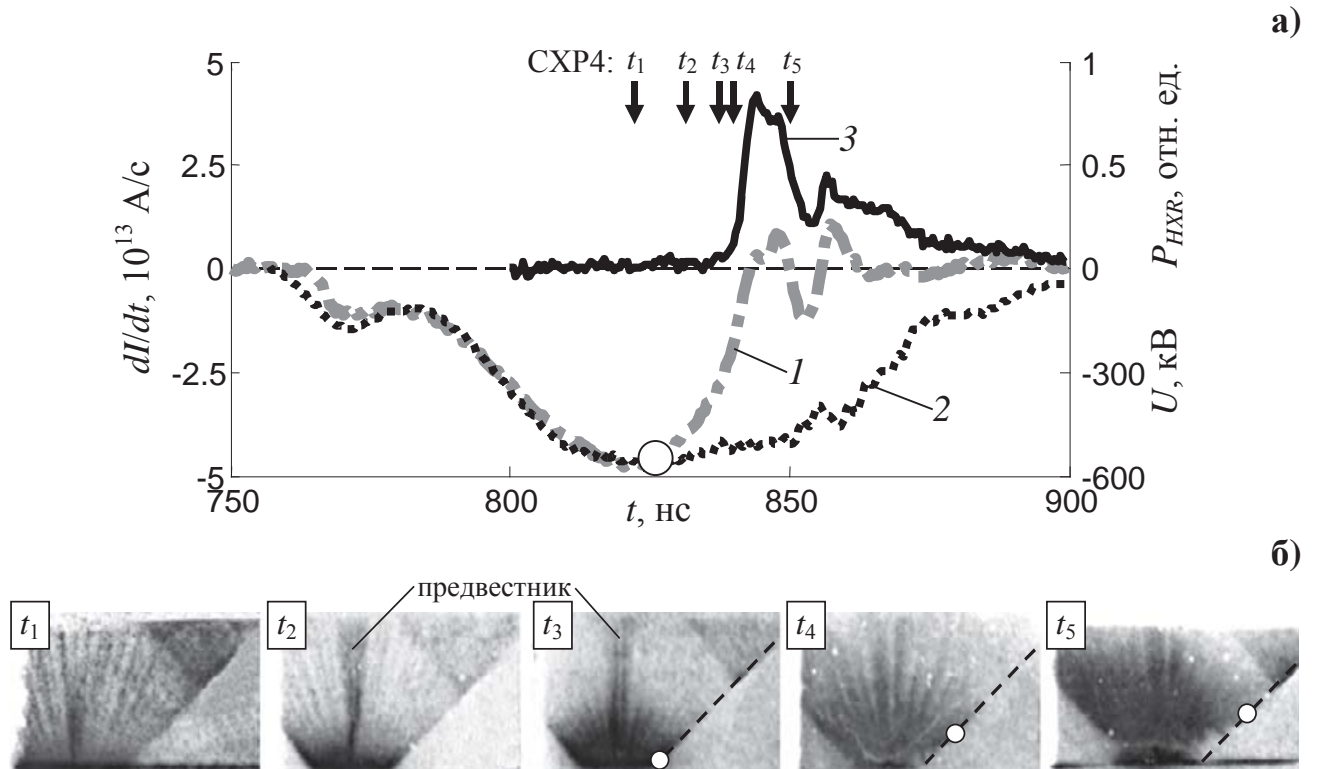 а)
СХР4: t1 t2 t3 t4 t5
5
2.5
0
-2.5
-5
dI/dt, 10^13 А/с
1
0.5
0
-300
-600
P_HXR, отн. ед.
U, кВ
3
1
2
750
800
850
900
t, нс
б)
предвестник
t1
t2
t3
t4
t5